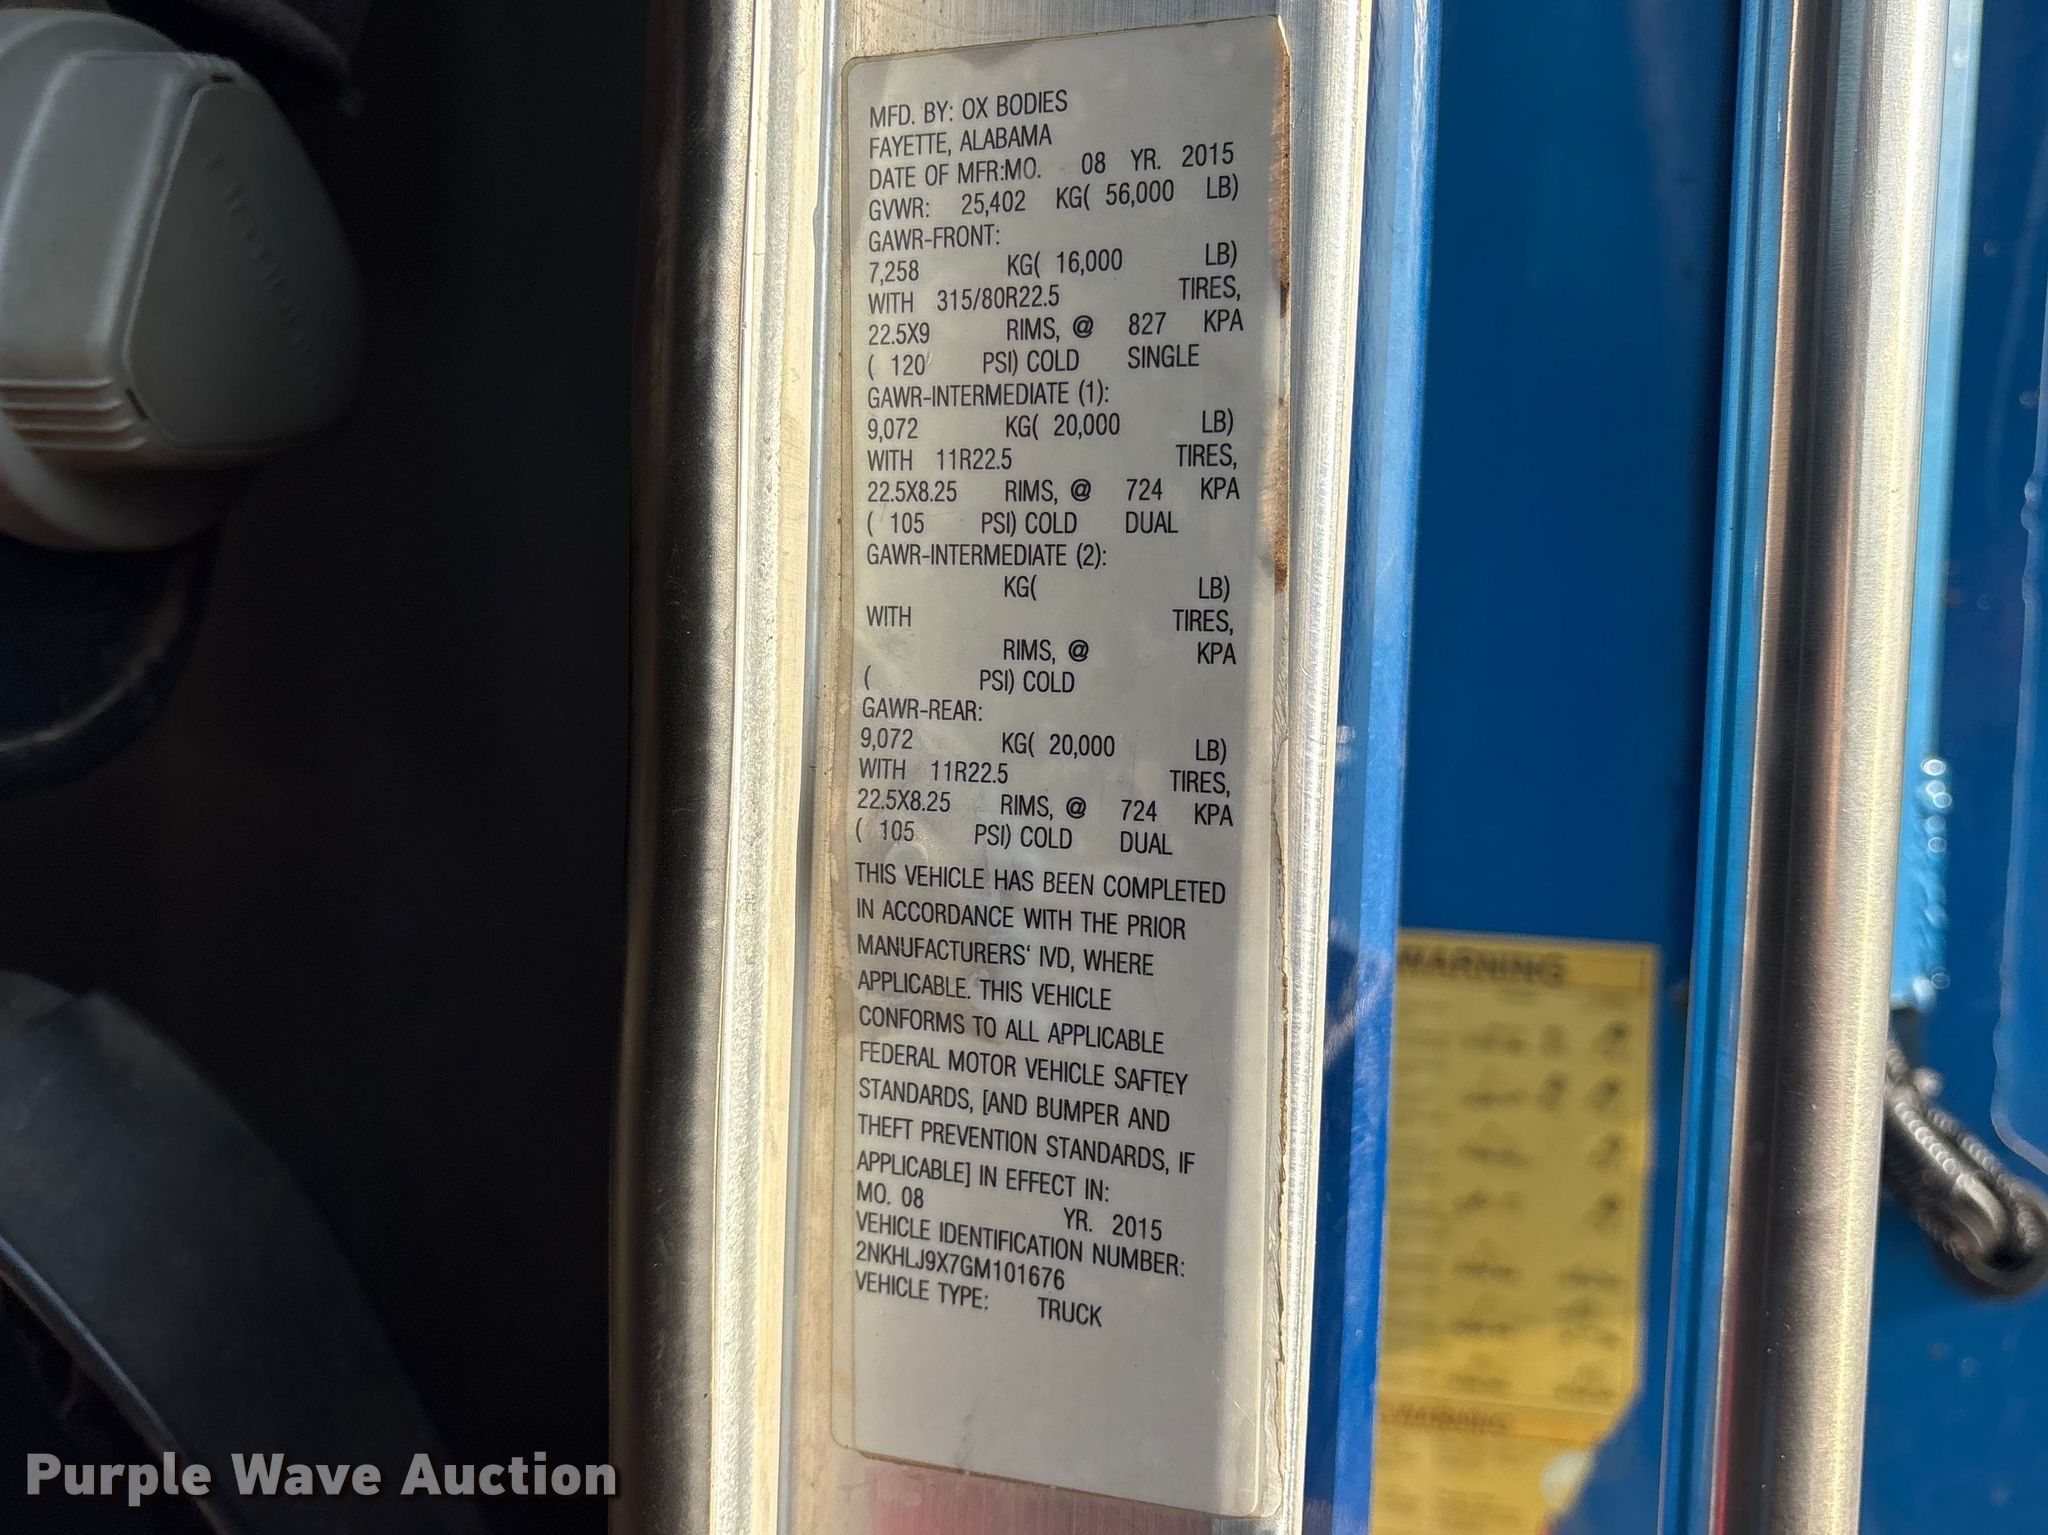 MFD. BY: OX BODIES
FAYETTE, ALABAMA
DATE OF MFR:MO. 08 YR. 2015
GVWR: 25,402 KG( 56,000 LB)
GAWR-FRONT:
7,258 KG( 16,000 LB)
WITH 315/80R22.5 TIRES,
22.5X9 RIMS, @ 827 KPA
( 120 PSI) COLD SINGLE
GAWR-INTERMEDIATE (1):
9,072 KG( 20,000 LB)
WITH 11R22.5 TIRES,
22.5X8.25 RIMS, @ 724 KPA
( 105 PSI) COLD DUAL
GAWR-INTERMEDIATE (2):
KG( LB)
WITH TIRES,
RIMS, @ KPA
( PSI) COLD
GAWR-REAR:
9,072 KG( 20,000 LB)
WITH 11R22.5 TIRES,
22.5X8.25 RIMS, @ 724 KPA
( 105 PSI) COLD DUAL
THIS VEHICLE HAS BEEN COMPLETED
IN ACCORDANCE WITH THE PRIOR
MANUFACTURERS' IVD, WHERE
APPLICABLE. THIS VEHICLE
CONFORMS TO ALL APPLICABLE
FEDERAL MOTOR VEHICLE SAFTEY
STANDARDS, [AND BUMPER AND
THEFT PREVENTION STANDARDS, IF
APPLICABLE] IN EFFECT IN:
MO. 08 YR. 2015
VEHICLE IDENTIFICATION NUMBER:
2NKHLJ9X7GM101676
VEHICLE TYPE: TRUCK
WARNING
WARNING
Purple Wave Auction